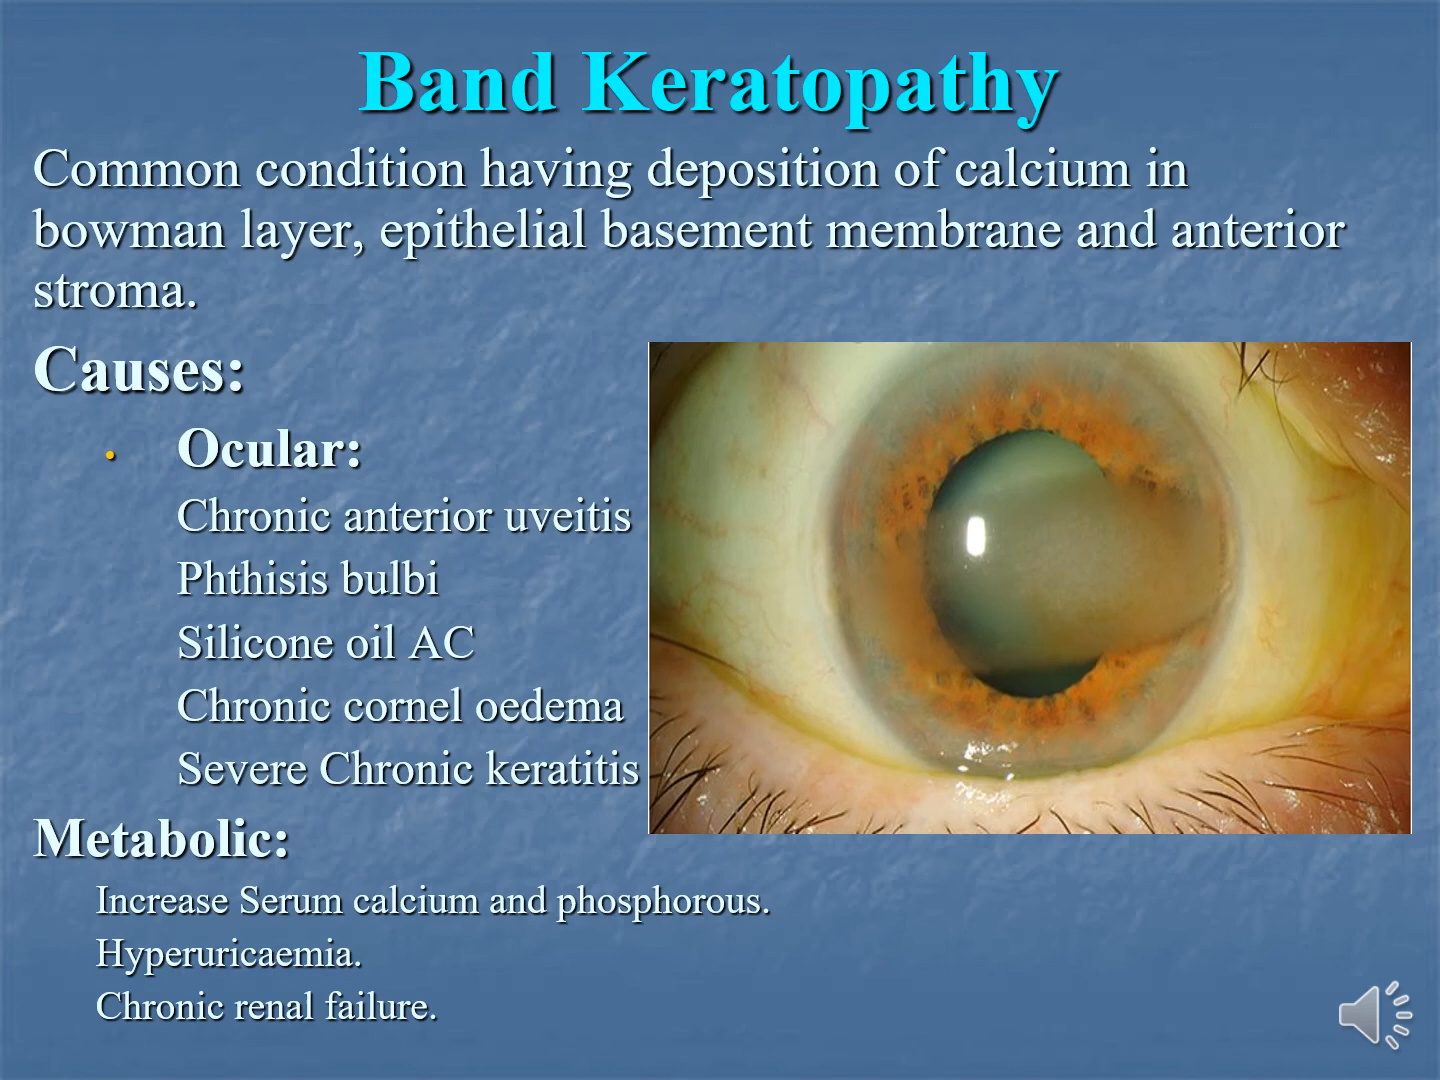 Band Keratopathy
Common condition having deposition of calcium in
bowman layer, epithelial basement membrane and anterior
stroma.
Causes:
• Ocular:
Chronic anterior uveitis
Phthisis bulbi
Silicone oil AC
Chronic cornel oedema
Severe Chronic keratitis
Metabolic:
Increase Serum calcium and phosphorous.
Hyperuricaemia.
Chronic renal failure.